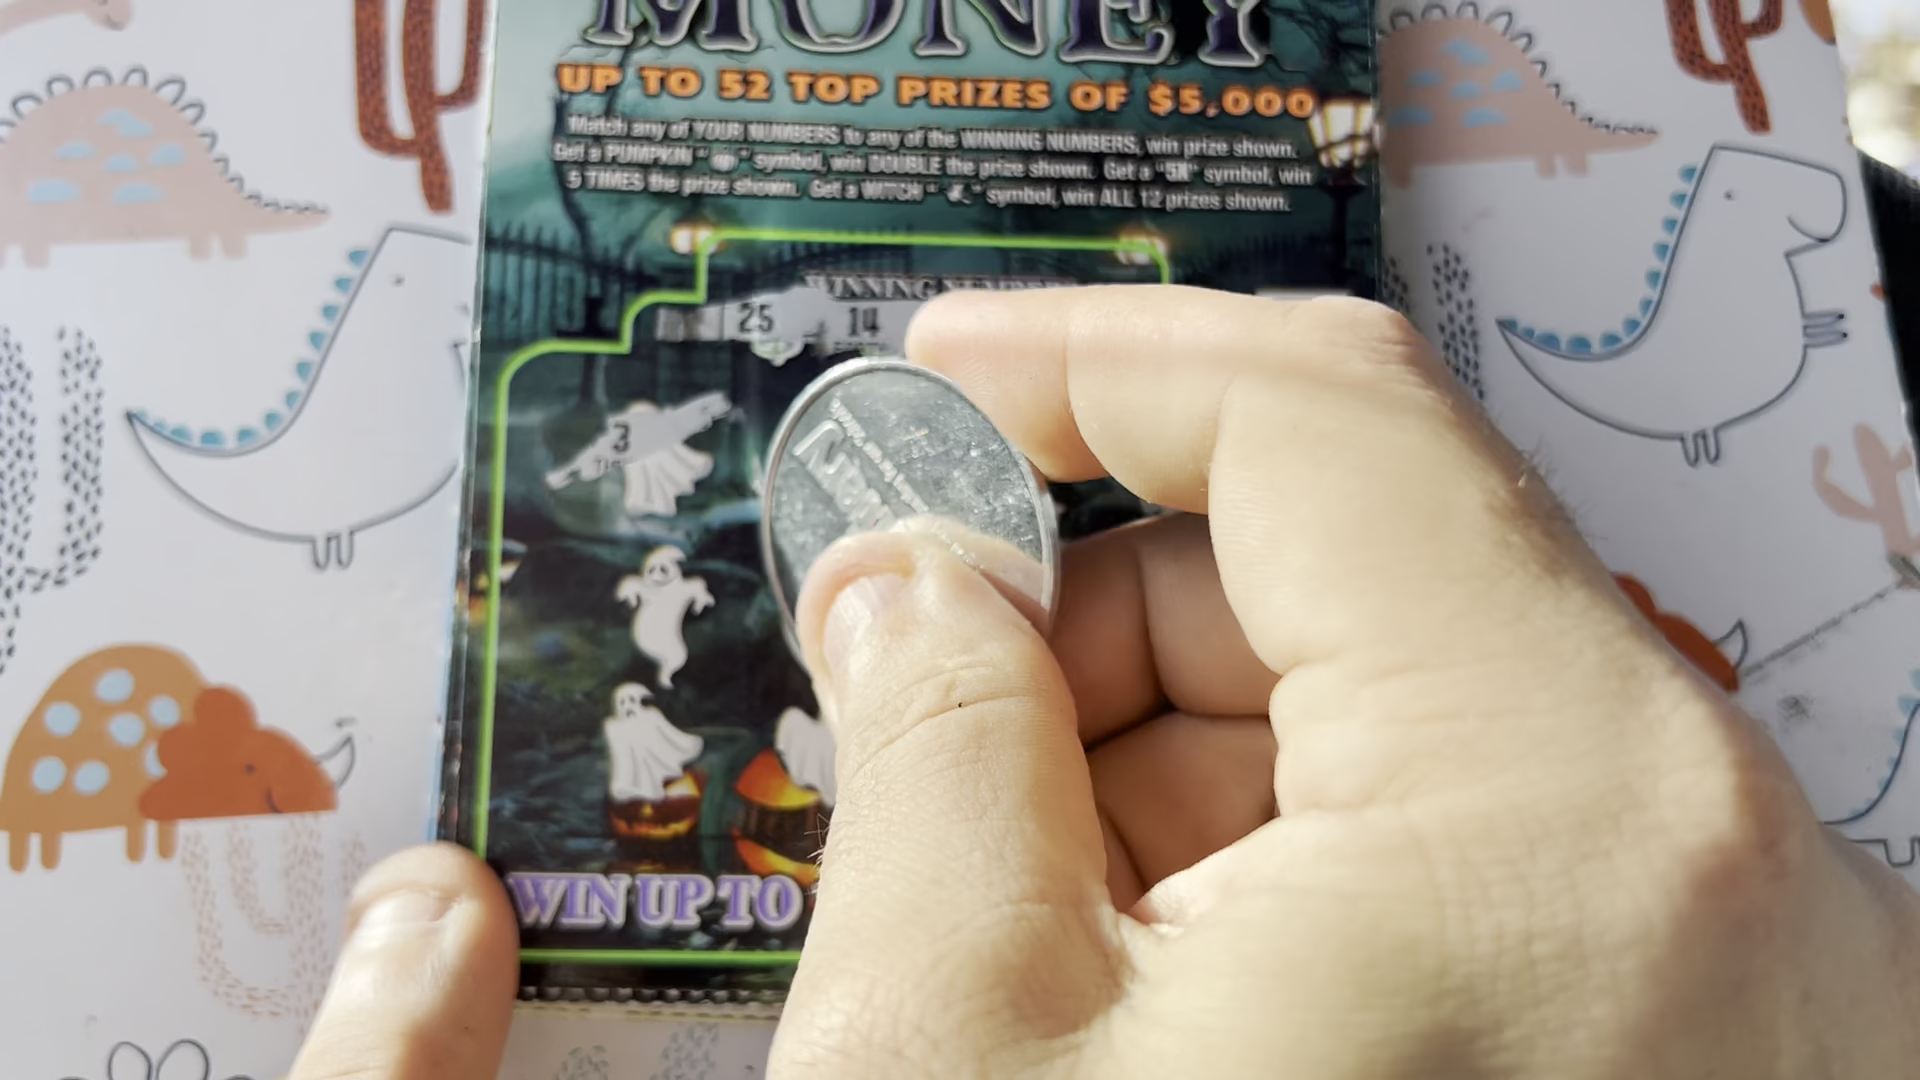 MONEY
UP TO 52 TOP PRIZES OF $5,000
Match any of YOUR NUMBERS to any of the WINNING NUMBERS, win prize shown.
Get a PUMPKIN " " symbol, win DOUBLE the prize shown. Get a "5X" symbol, win
5 TIMES the prize shown. Get a WITCH " " symbol, win ALL 12 prizes shown.
WINNING NUMBERS
25 14
3
WIN UP TO